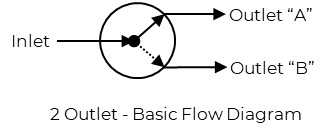 Outlet “A”
Inlet
Outlet “B”
2 Outlet - Basic Flow Diagram